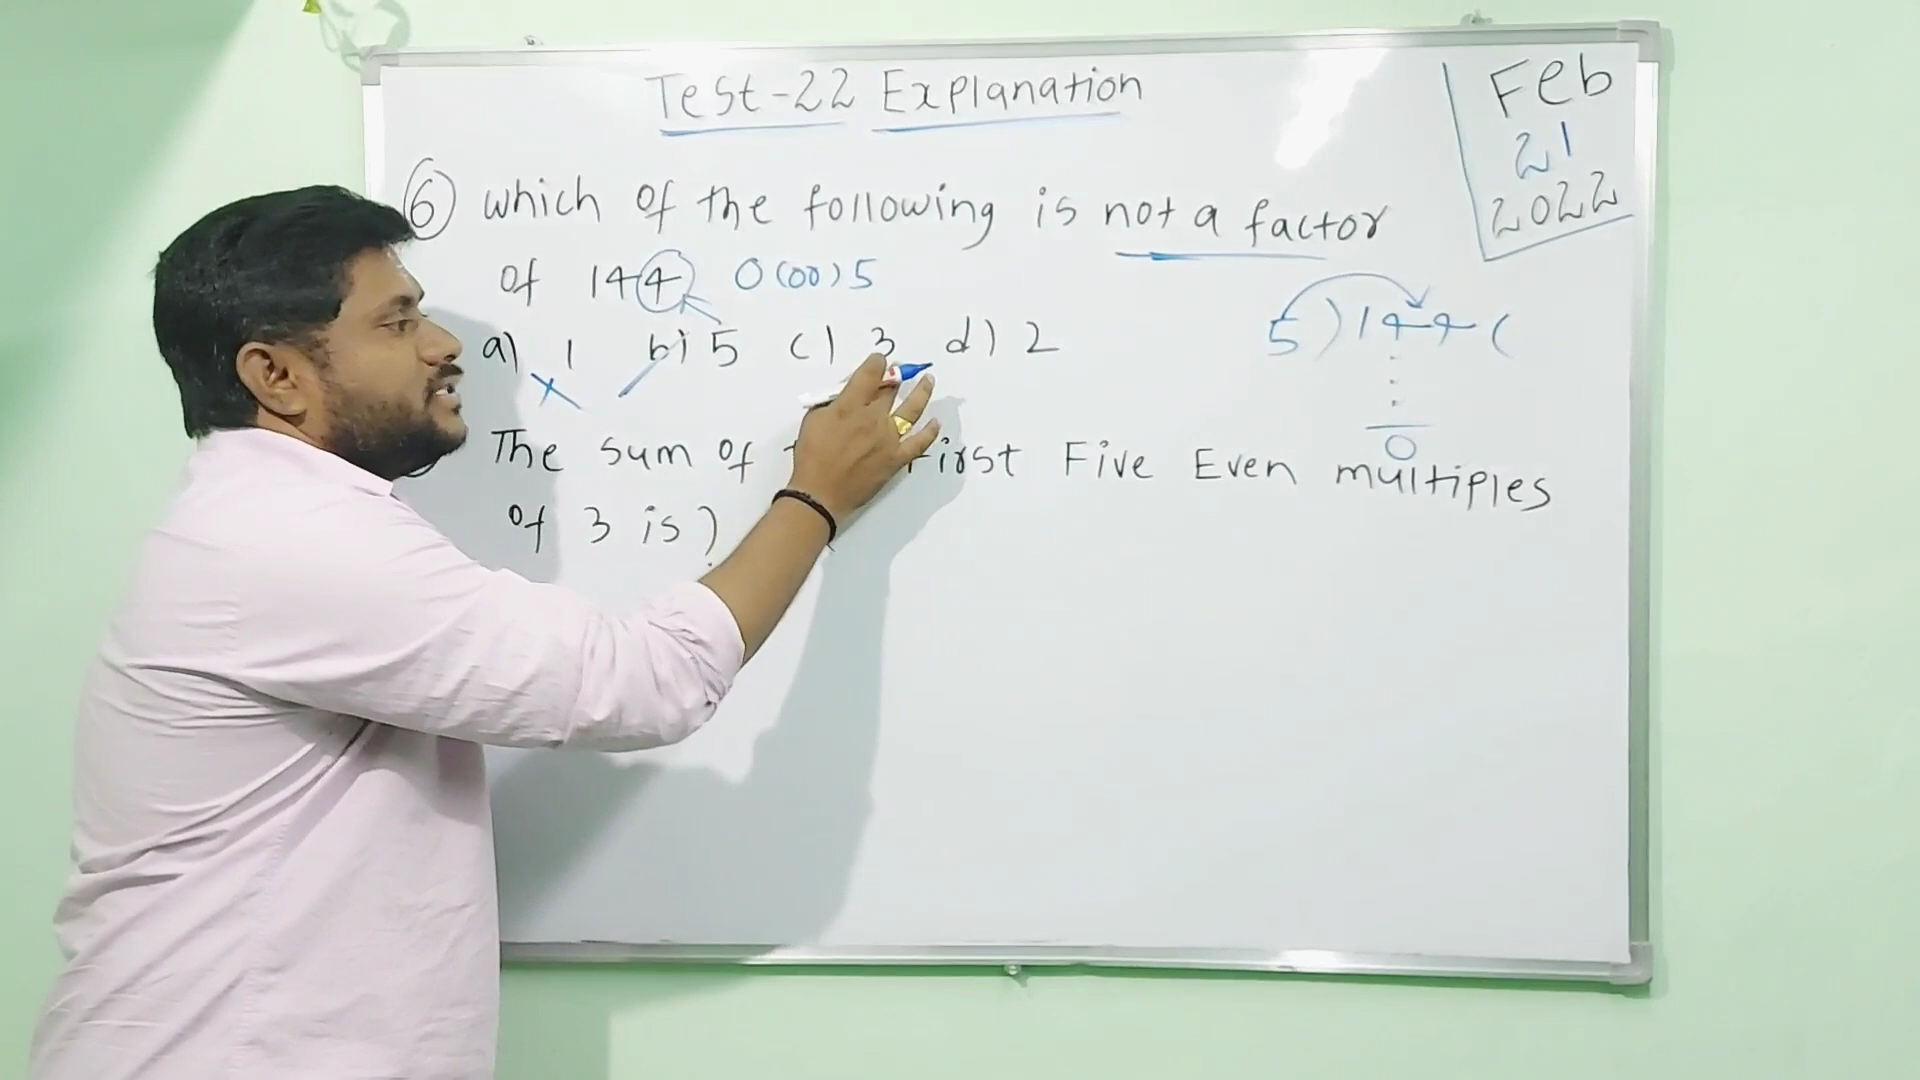 Test-22 Explanation
Feb
21
2022
6 which of the following is not a factor
of 144 0 (or) 5
a) 1 b) 5 c) 3 d) 2
5 ) 144 (
0
The sum of First Five Even multiples
of 3 is ?